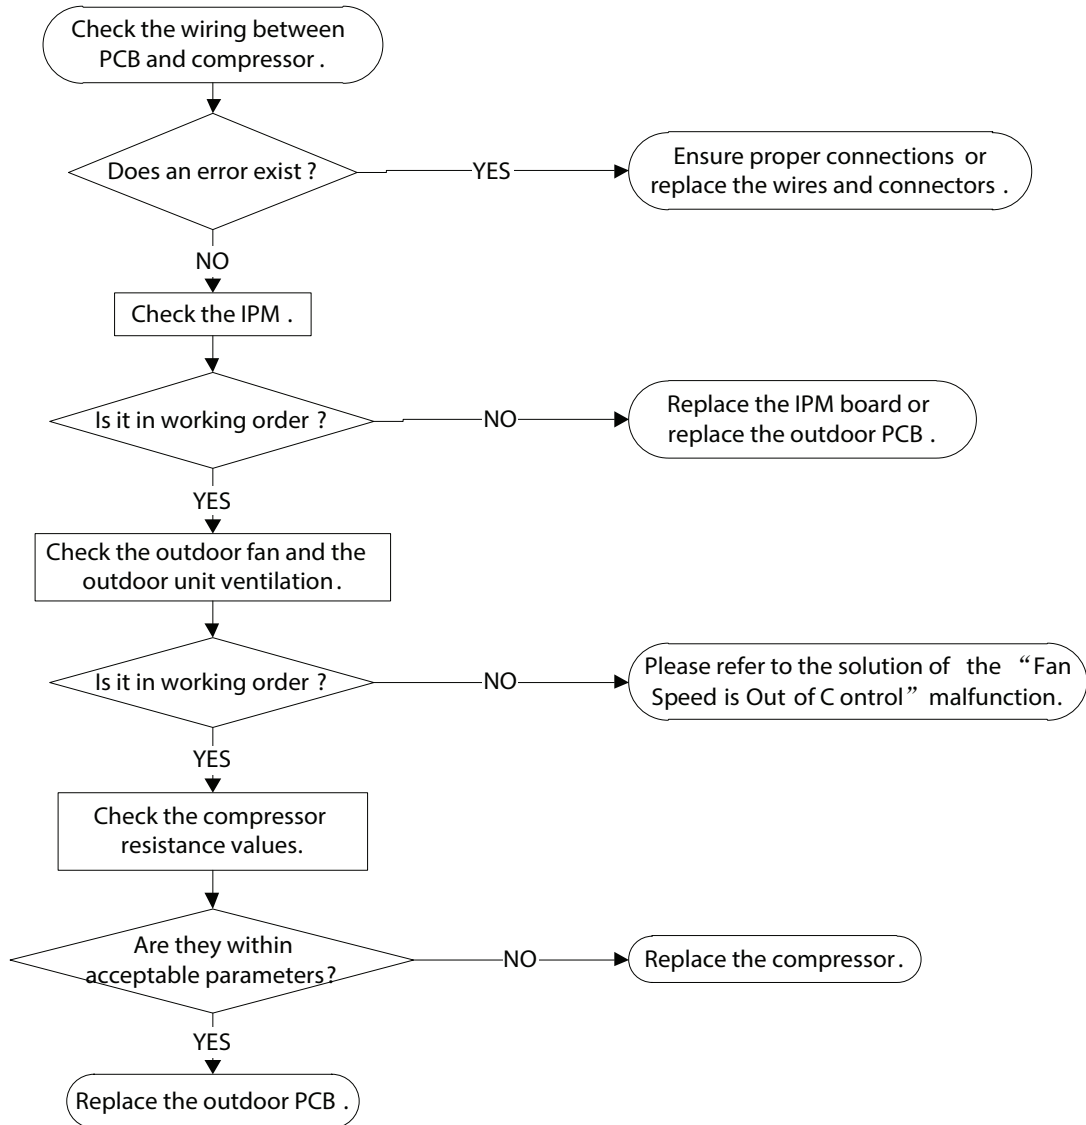 Check the wiring between
PCB and compressor .
Does an error exist ?
YES
Ensure proper connections or
replace the wires and connectors .
NO
Check the IPM .
Is it in working order ?
NO
Replace the IPM board or
replace the outdoor PCB .
YES
Check the outdoor fan and the
outdoor unit ventilation .
Is it in working order ?
NO
Please refer to the solution of the “Fan
Speed is Out of C ontrol” malfunction.
YES
Check the compressor
resistance values.
Are they within
acceptable parameters?
NO
Replace the compressor .
YES
Replace the outdoor PCB .